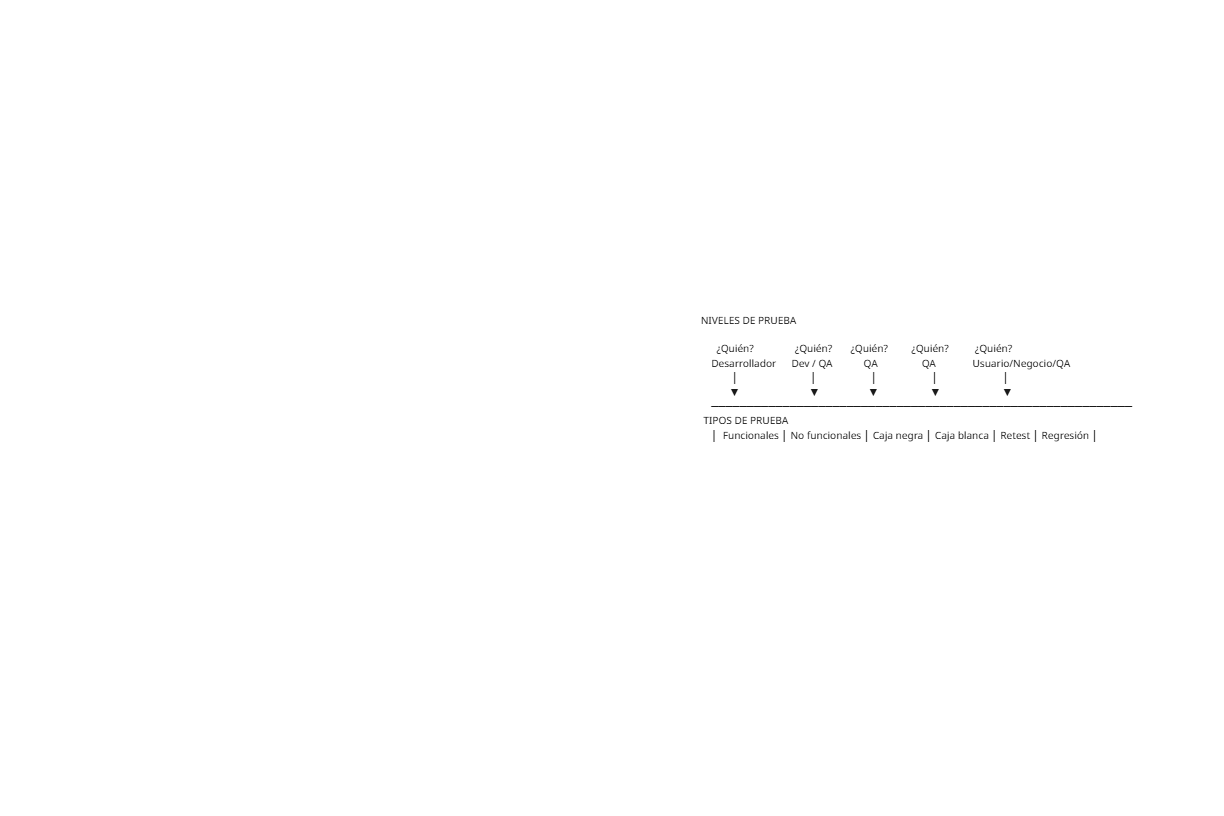 NIVELES DE PRUEBA
¿Quién? ¿Quién? ¿Quién? ¿Quién? ¿Quién?
Desarrollador Dev / QA QA QA Usuario/Negocio/QA
| | | | |
▼ ▼ ▼ ▼ ▼
TIPOS DE PRUEBA
| Funcionales | No funcionales | Caja negra | Caja blanca | Retest | Regresión |